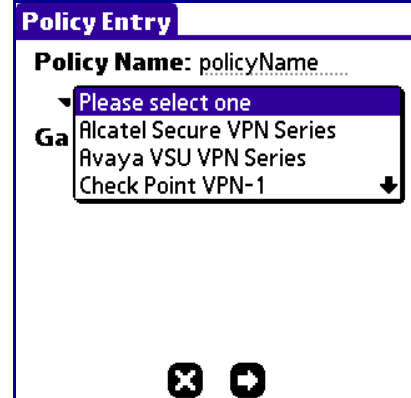 Policy Entry
Policy Name: policyName
Please select one
Alcatel Secure VPN Series
Ga
Avaya VSU VPN Series
Check Point VPN-1